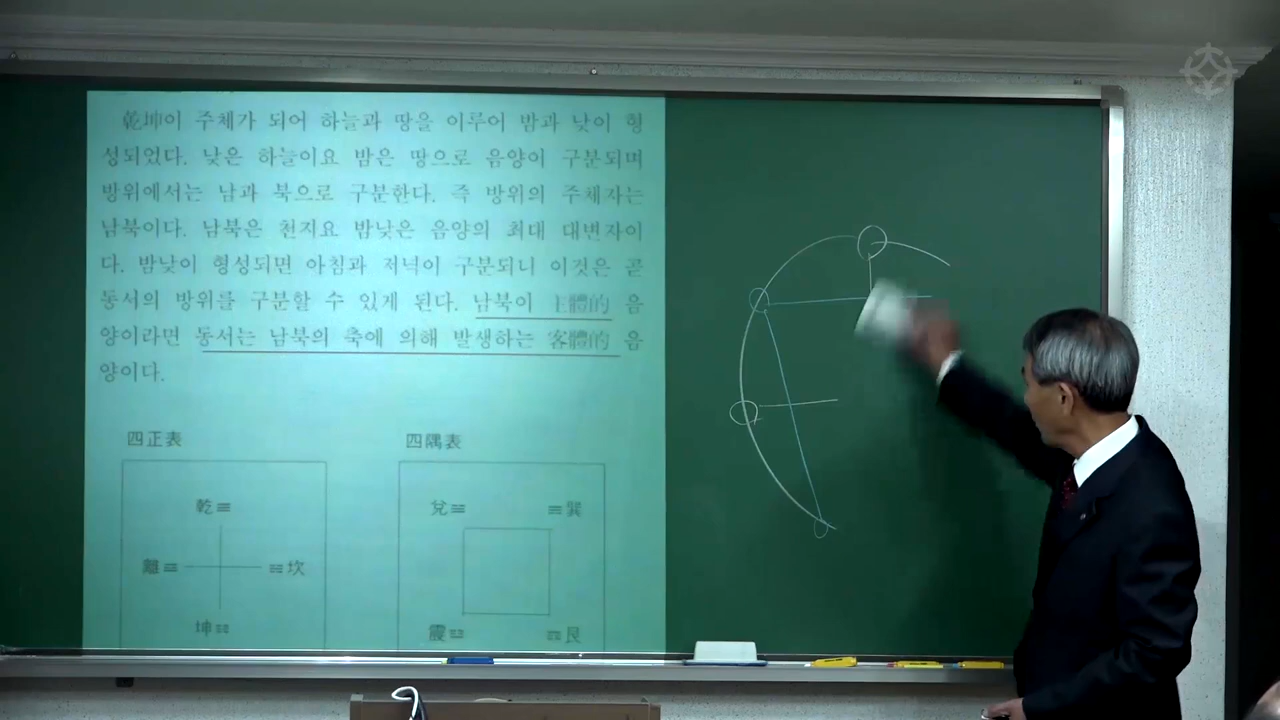 乾坤이 주체가 되어 하늘과 땅을 이루어 밤과 낮이 형
성되었다. 낮은 하늘이요 밤은 땅으로 음양이 구분되며
방위에서는 남과 북으로 구분한다. 즉 방위의 주체자는
남북이다. 남북은 천지요 밤낮은 음양의 최대 대변자이
다. 밤낮이 형성되면 아침과 저녁이 구분되니 이것은 곧
동서의 방위를 구분할 수 있게 된다. 남북이 主體的 음
양이라면 동서는 남북의 축에 의해 발생하는 客體的 음
양이다.
四正表 四隅表
乾☰ 兌☱ ☴巽
離☲ ☵坎
坤☷ 震☳ ☶艮